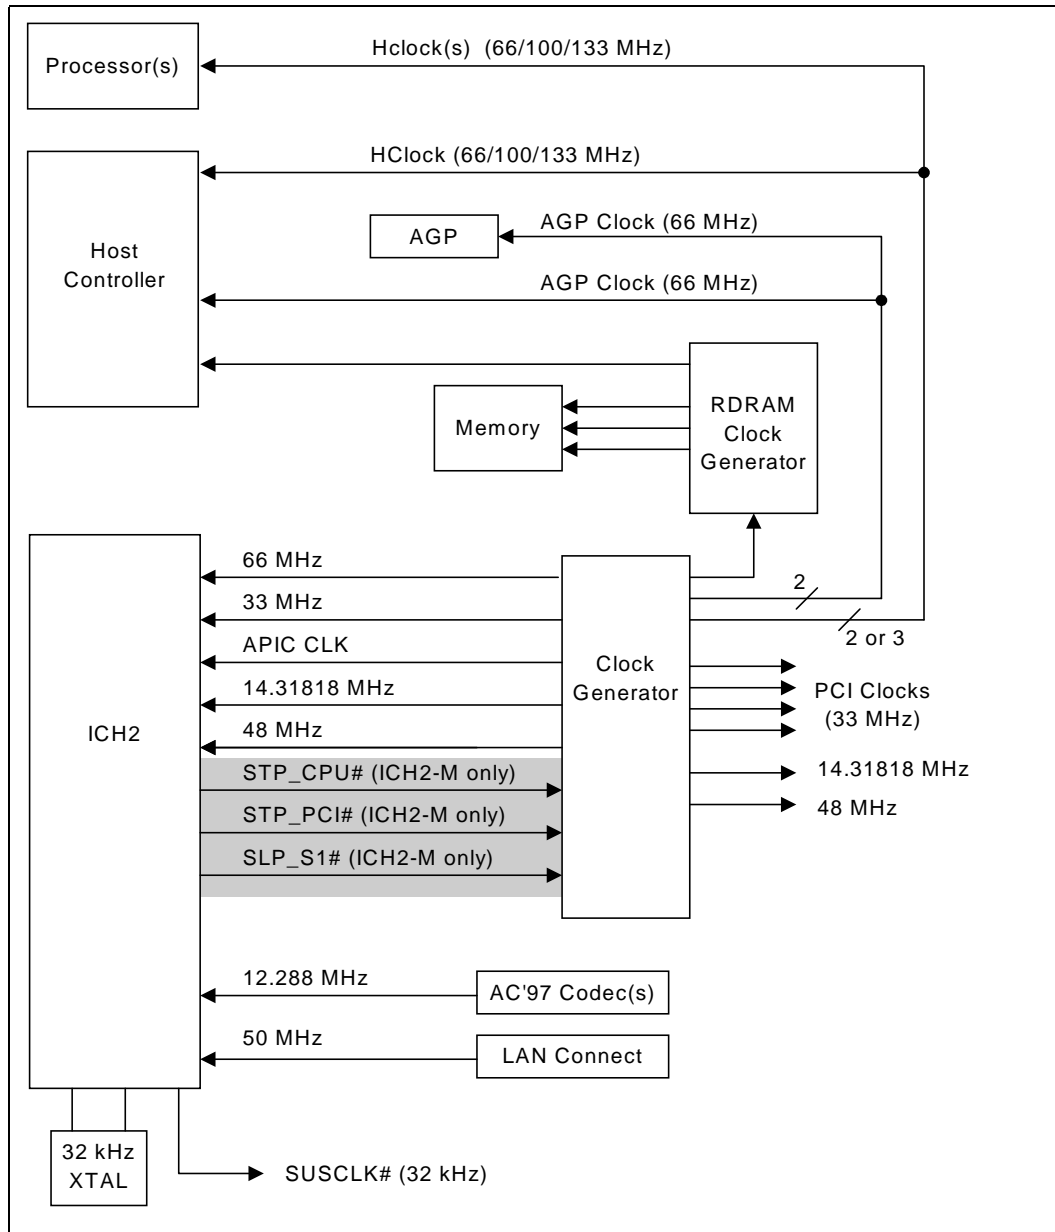 Hclock(s) (66/100/133 MHz)
Processor(s)
HClock (66/100/133 MHz)
AGP Clock (66 MHz)
AGP
Host
Controller
AGP Clock (66 MHz)
RDRAM
Clock
Generator
Memory
66 MHz
2
33 MHz
2 or 3
APIC CLK
Clock
Generator
PCI Clocks
(33 MHz)
14.31818 MHz
ICH2
48 MHz
STP_CPU# (ICH2-M only)
14.31818 MHz
STP_PCI# (ICH2-M only)
48 MHz
SLP_S1# (ICH2-M only)
12.288 MHz
AC'97 Codec(s)
50 MHz
LAN Connect
32 kHz
XTAL
SUSCLK# (32 kHz)